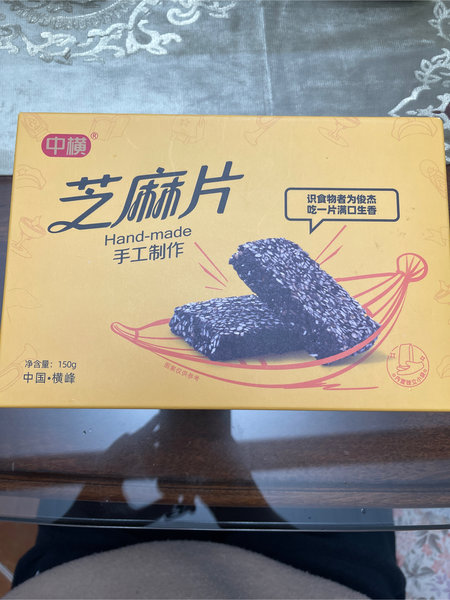 中横®
芝麻片
Hand-made
手工制作
识食物者为俊杰
吃一片满口生香
净含量：150g
中国·横峰
图案仅供参考